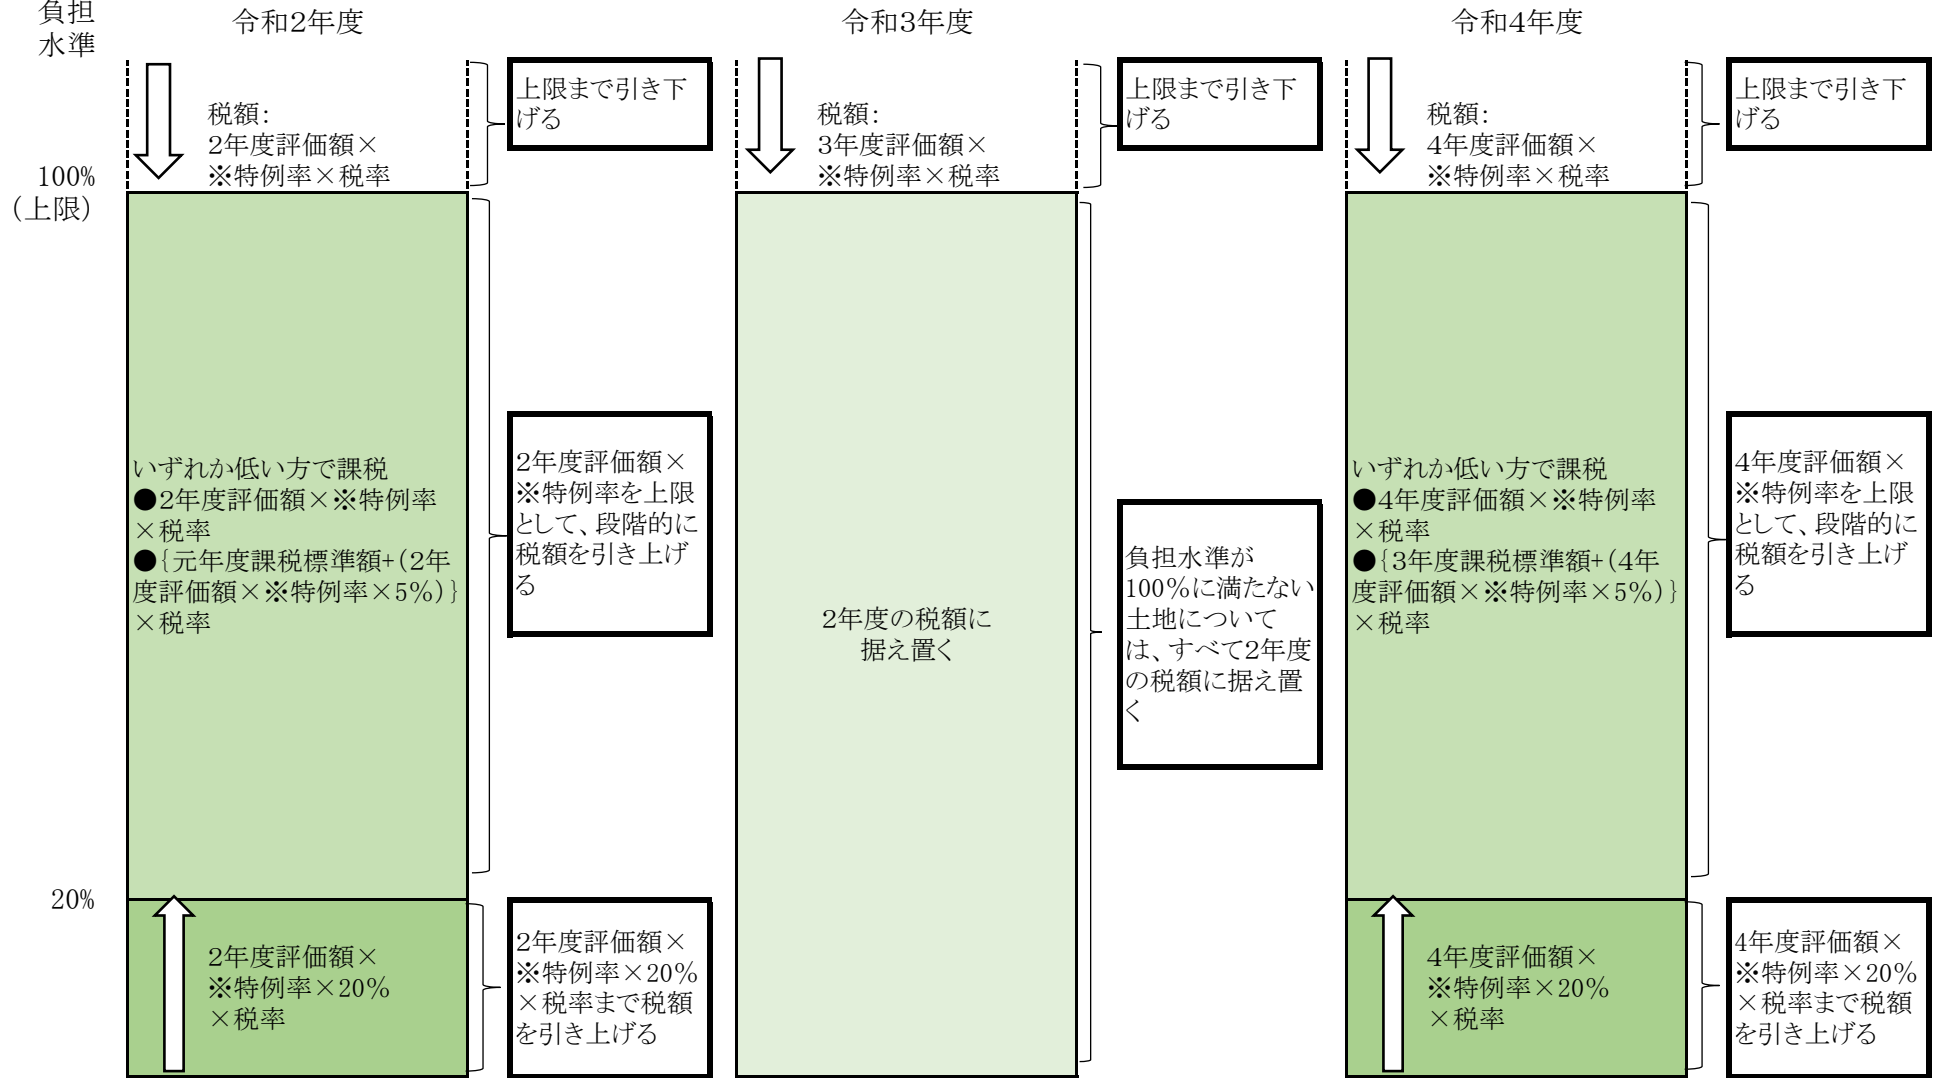 負担
水準
令和2年度
令和3年度
令和4年度
100%
(上限)
20%
税額:
2年度評価額×
※特例率×税率
上限まで引き下
げる
いずれか低い方で課税
●2年度評価額×※特例率
×税率
●{元年度課税標準額+(2年
度評価額×※特例率×5%)}
×税率
2年度評価額×
※特例率を上限
として、段階的に
税額を引き上げ
る
2年度評価額×
※特例率×20%
×税率
2年度評価額×
※特例率×20%
×税率まで税額
を引き上げる
税額:
3年度評価額×
※特例率×税率
上限まで引き下
げる
2年度の税額に
据え置く
負担水準が
100%に満たない
土地について
は、すべて2年度
の税額に据え置
く
税額:
4年度評価額×
※特例率×税率
上限まで引き下
げる
いずれか低い方で課税
●4年度評価額×※特例率
×税率
●{3年度課税標準額+(4年
度評価額×※特例率×5%)}
×税率
4年度評価額×
※特例率を上限
として、段階的に
税額を引き上げ
る
4年度評価額×
※特例率×20%
×税率
4年度評価額×
※特例率×20%
×税率まで税額
を引き上げる